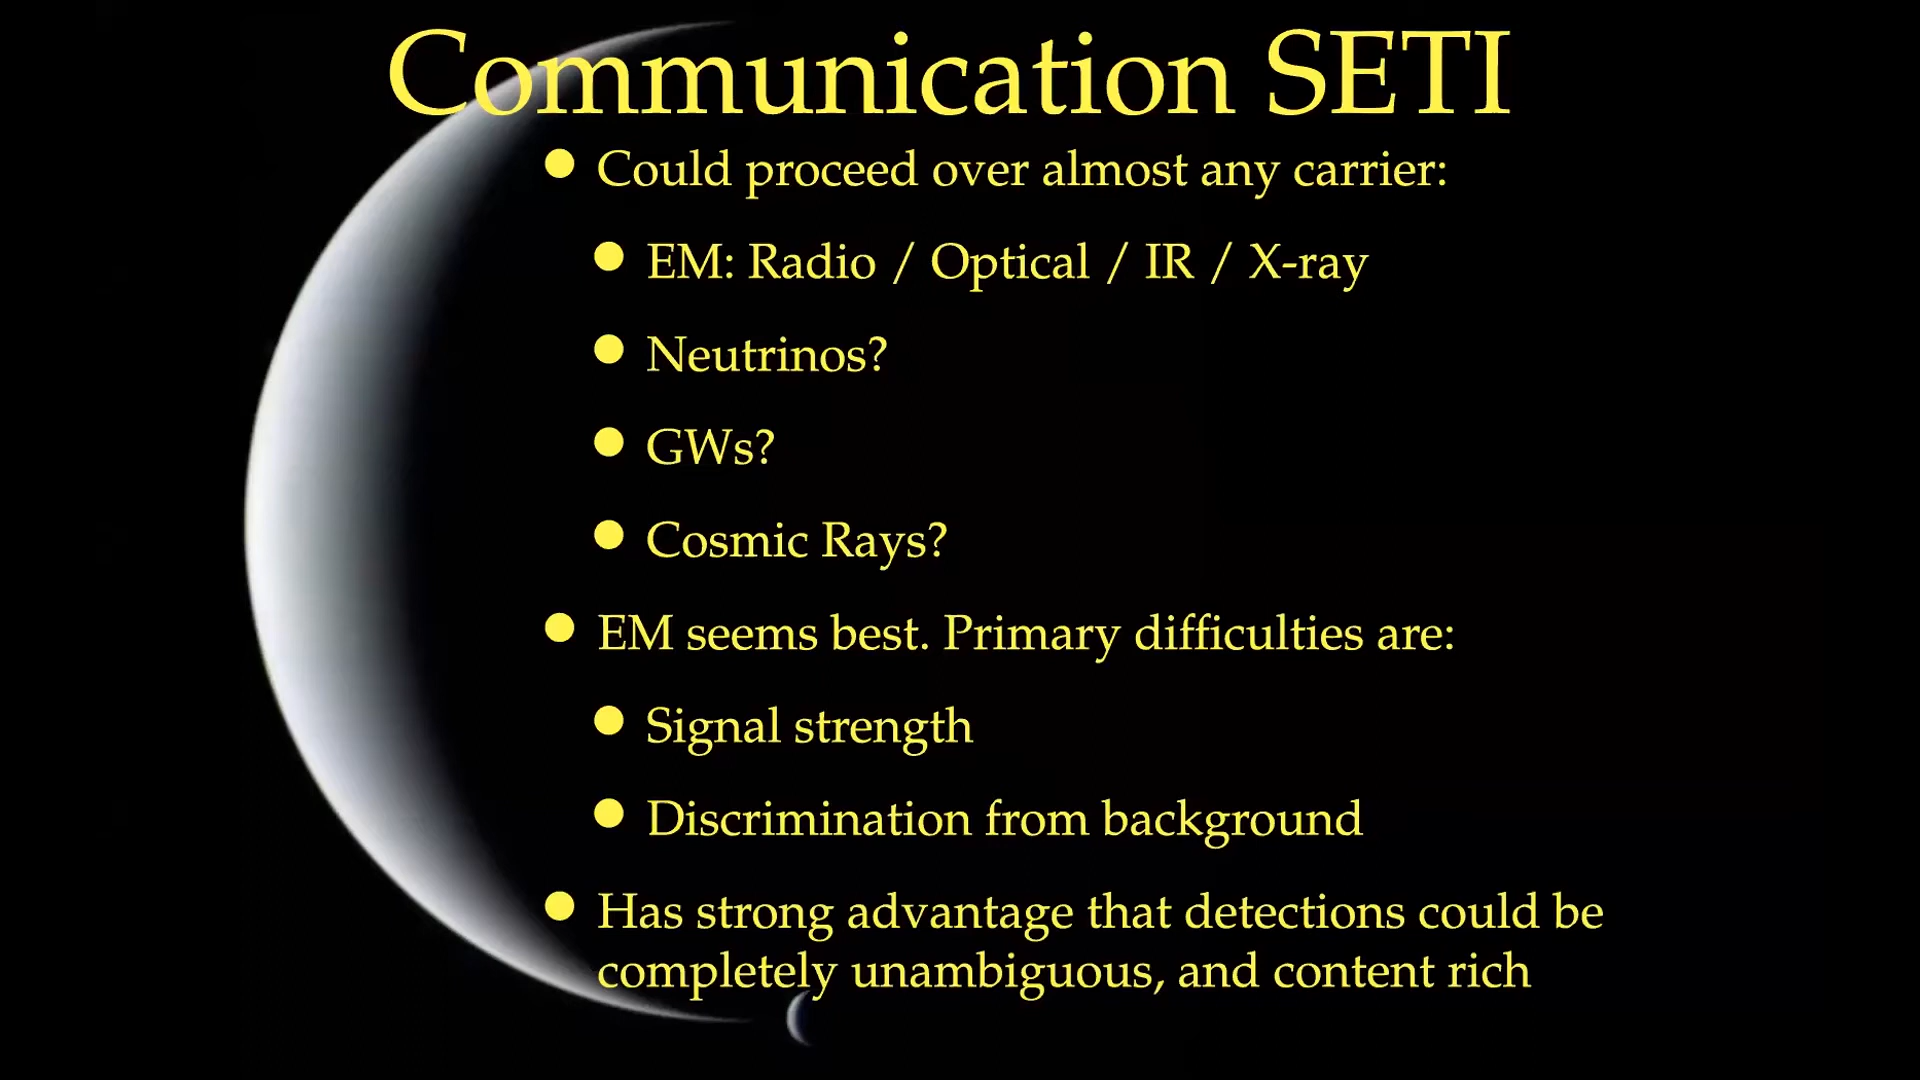 Communication SETI
• Could proceed over almost any carrier:
• EM: Radio / Optical / IR / X-ray
• Neutrinos?
• GWs?
• Cosmic Rays?
• EM seems best. Primary difficulties are:
• Signal strength
• Discrimination from background
• Has strong advantage that detections could be
completely unambiguous, and content rich